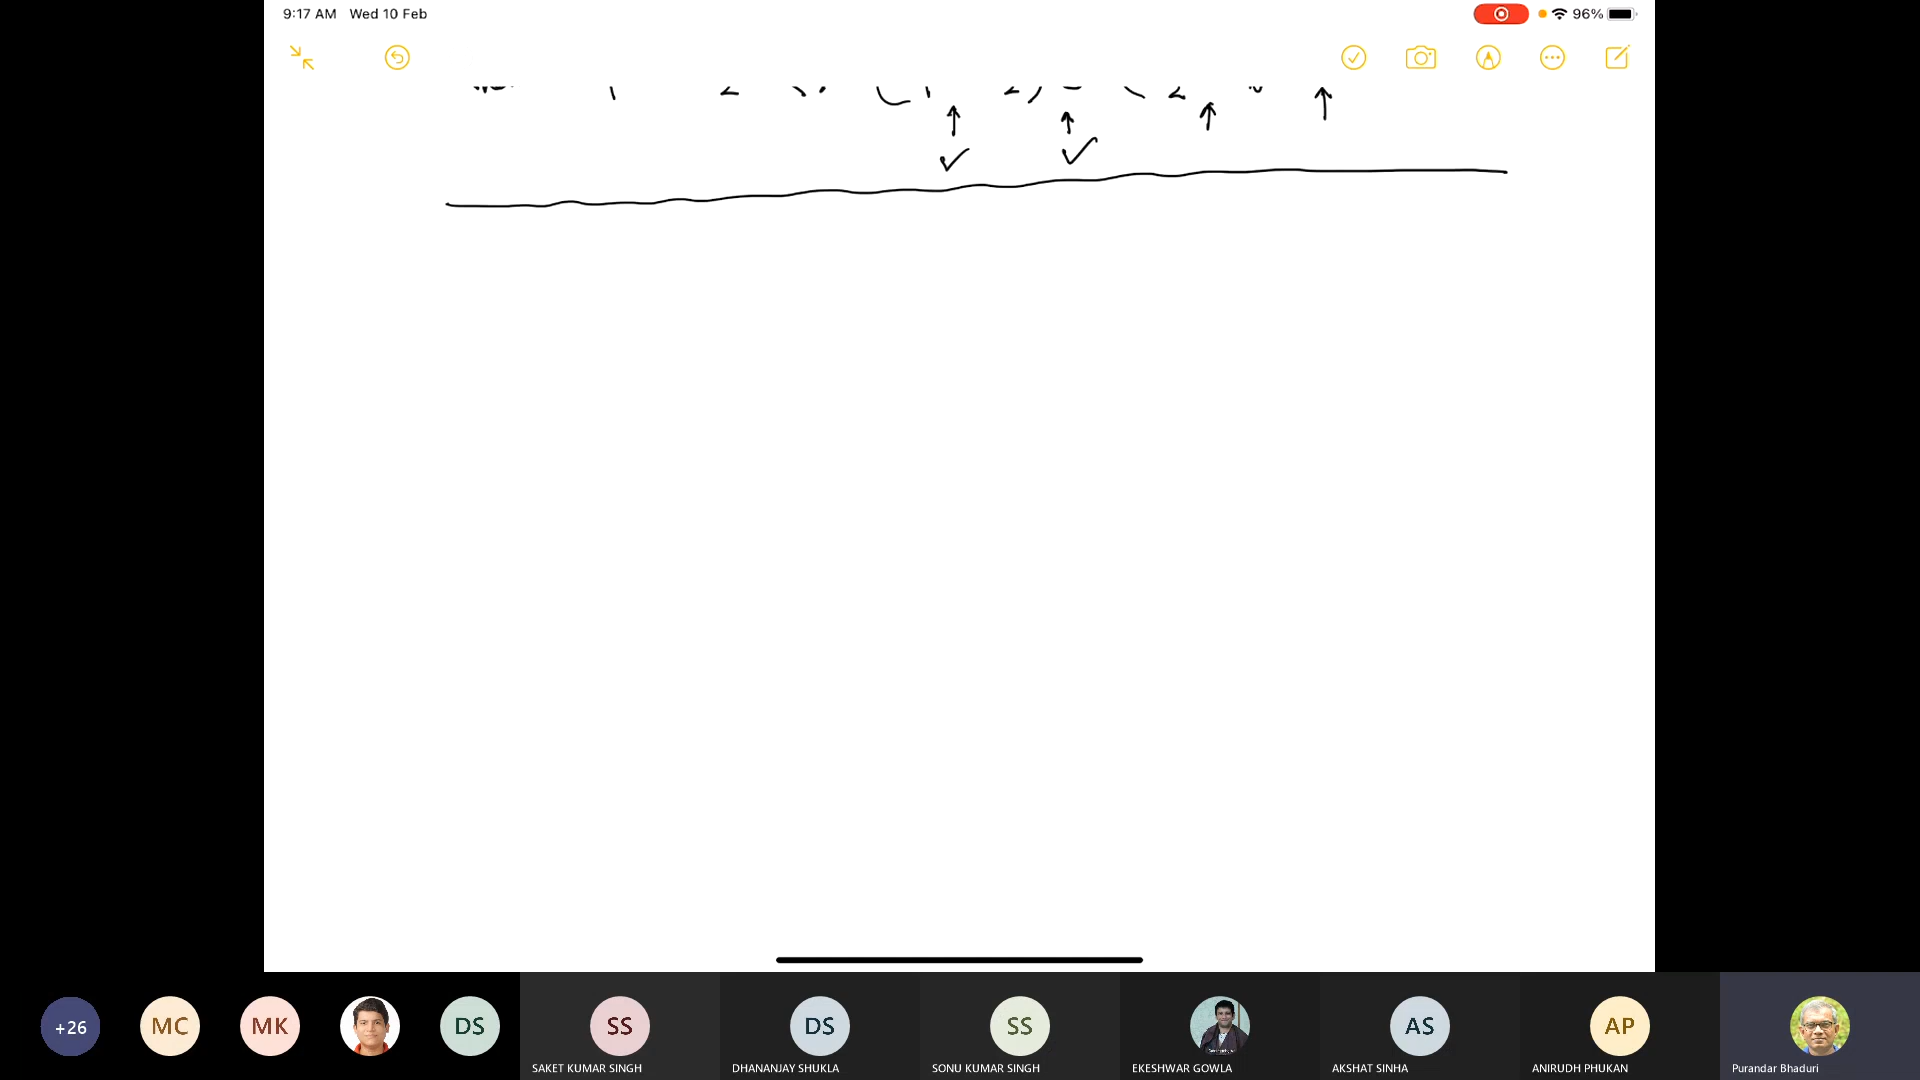 9:17 AM Wed 10 Feb
96%
+26
MC
MK
DS
SS
DS
SS
AS
AP
SAKET KUMAR SINGH
DHANANJAY SHUKLA
SONU KUMAR SINGH
EKESHWAR GOWLA
AKSHAT SINHA
ANIRUDH PHUKAN
Purandar Bhaduri